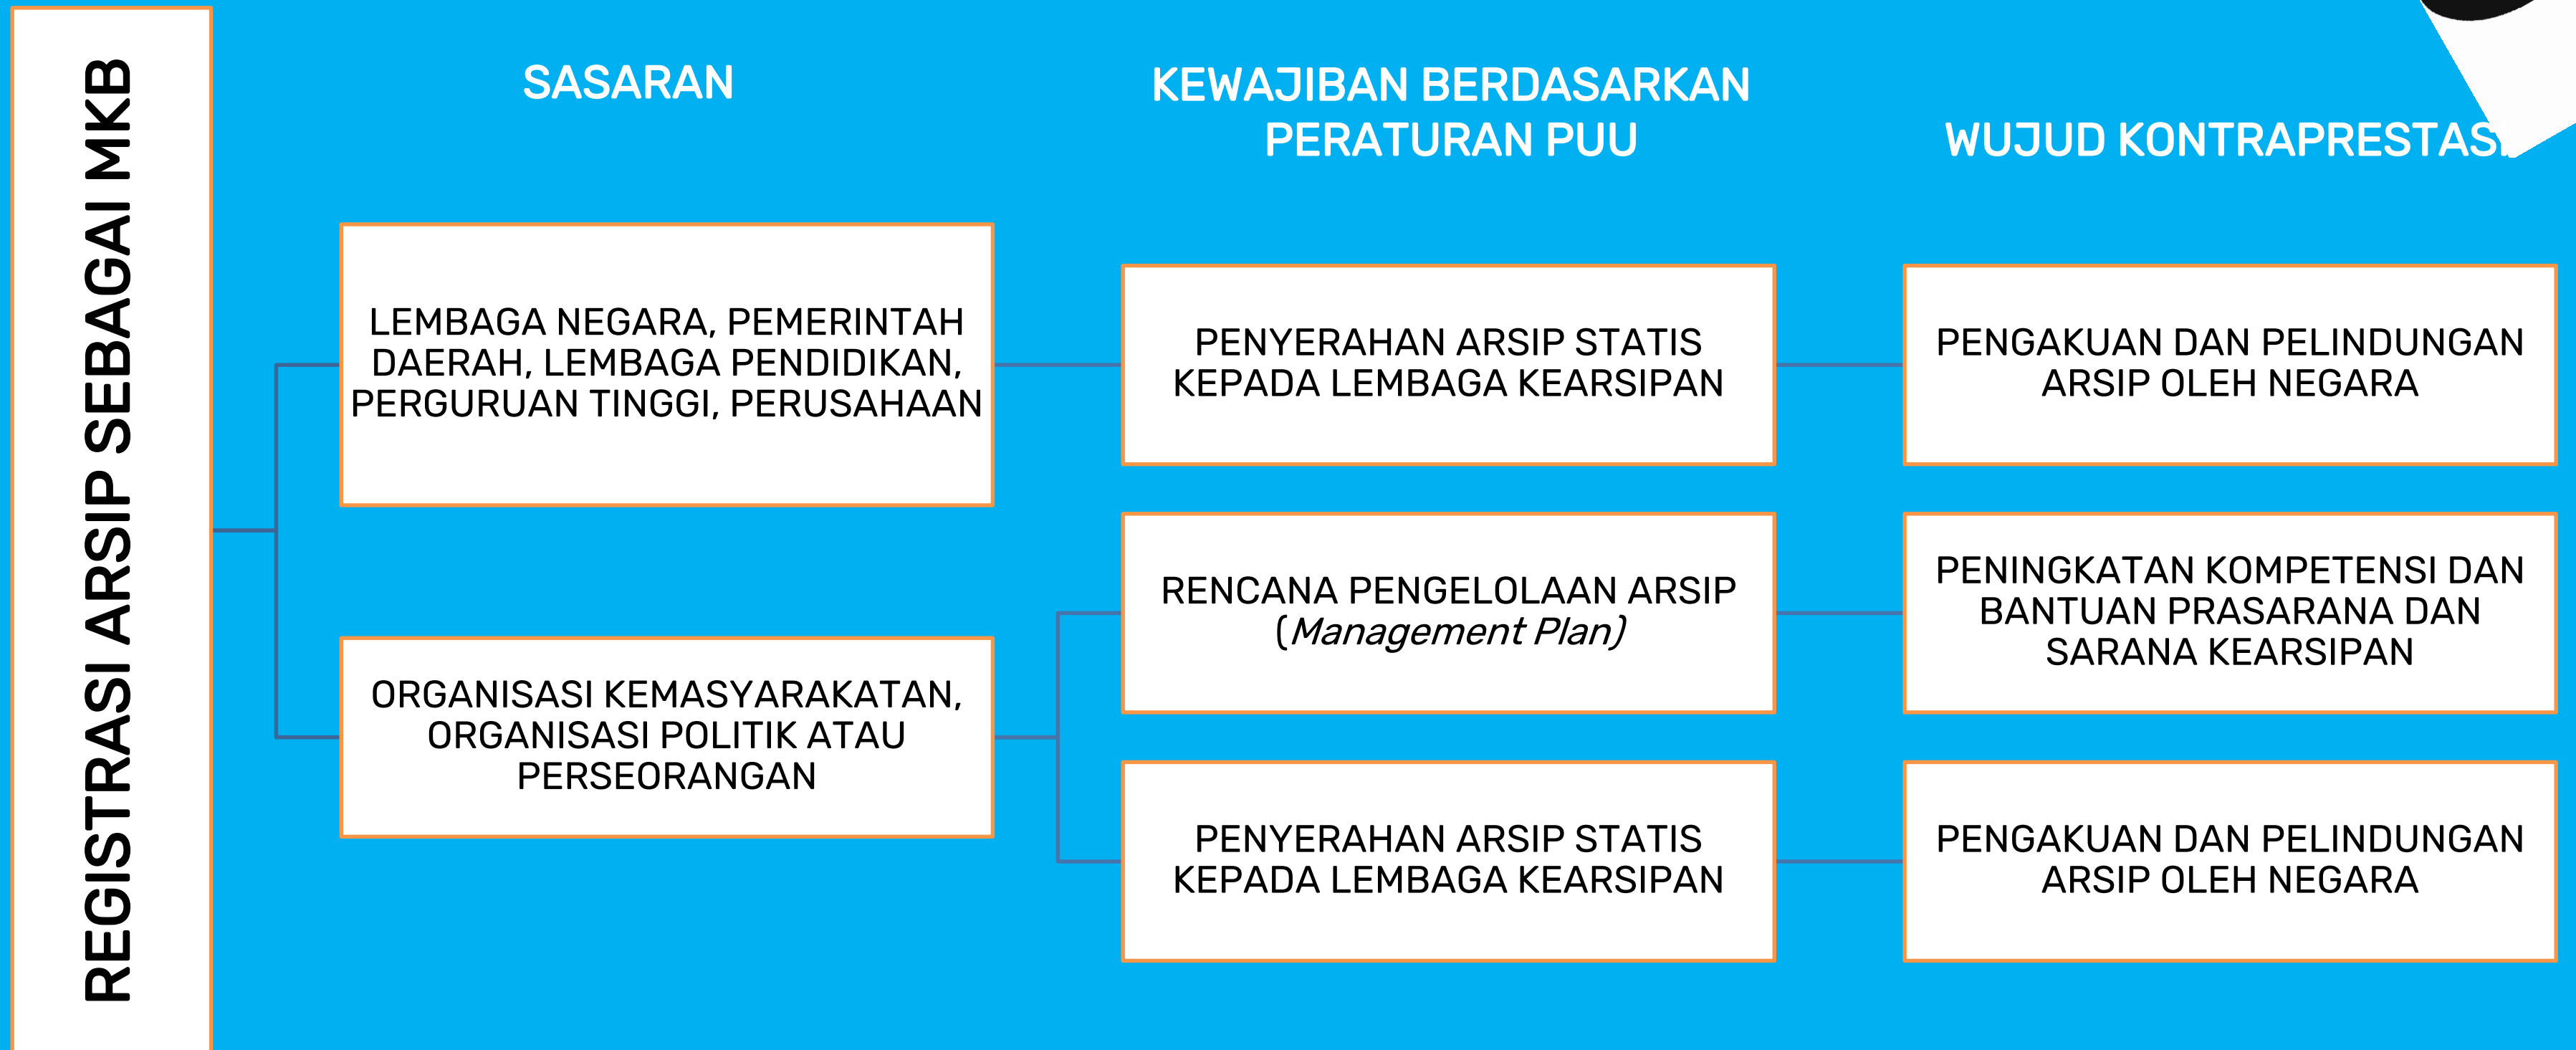 REGISTRASI ARSIP SEBAGAI MKB
SASARAN
KEWAJIBAN BERDASARKAN
PERATURAN PUU
WUJUD KONTRAPRESTASI
LEMBAGA NEGARA, PEMERINTAH
DAERAH, LEMBAGA PENDIDIKAN,
PERGURUAN TINGGI, PERUSAHAAN
PENYERAHAN ARSIP STATIS
KEPADA LEMBAGA KEARSIPAN
PENGAKUAN DAN PELINDUNGAN
ARSIP OLEH NEGARA
ORGANISASI KEMASYARAKATAN,
ORGANISASI POLITIK ATAU
PERSEORANGAN
RENCANA PENGELOLAAN ARSIP
(Management Plan)
PENINGKATAN KOMPETENSI DAN
BANTUAN PRASARANA DAN
SARANA KEARSIPAN
PENYERAHAN ARSIP STATIS
KEPADA LEMBAGA KEARSIPAN
PENGAKUAN DAN PELINDUNGAN
ARSIP OLEH NEGARA